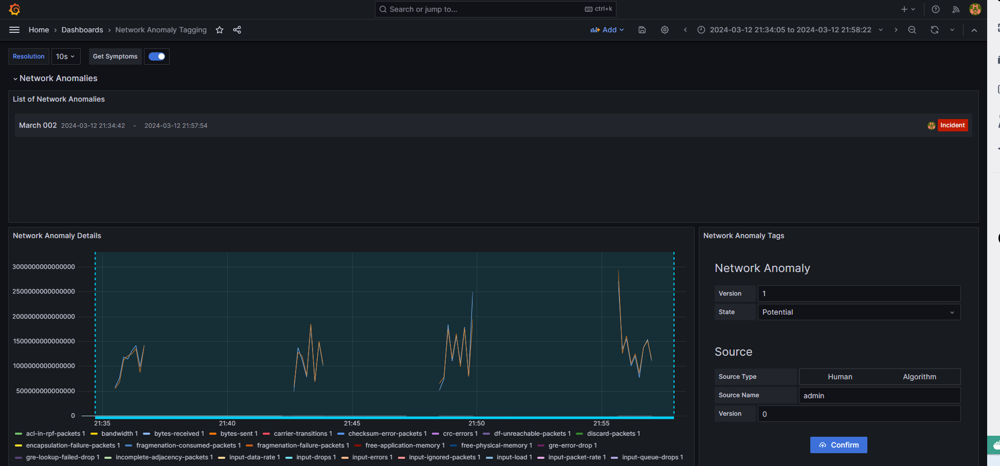 Search or jump to... ctrl+k
Home › Dashboards › Network Anomaly Tagging Add 2024-03-12 21:34:05 to 2024-03-12 21:58:22
Resolution 10s Get Symptoms
Network Anomalies
List of Network Anomalies
March 002 2024-03-12 21:34:42 - 2024-03-12 21:57:54 Incident
Network Anomaly Details
3000000000000000
2500000000000000
2000000000000000
1500000000000000
1000000000000000
500000000000000
0
21:35 21:40 21:45 21:50 21:55
acl-in-rpf-packets 1 bandwidth 1 bytes-received 1 bytes-sent 1 carrier-transitions 1 checksum-error-packets 1 crc-errors 1 df-unreachable-packets 1 discard-packets 1
encapsulation-failure-packets 1 fragmenation-consumed-packets 1 fragmenation-failure-packets 1 free-application-memory 1 free-physical-memory 1 gre-error-drop 1
gre-lookup-failed-drop 1 incomplete-adjacency-packets 1 input-data-rate 1 input-drops 1 input-errors 1 input-ignored-packets 1 input-load 1 input-packet-rate 1 input-queue-drops 1
Network Anomaly Tags
Network Anomaly
Version 1
State Potential
Source
Source Type Human Algorithm
Source Name admin
Version 0
Confirm